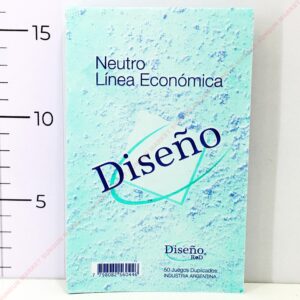 15
10
5
Neutro
Línea Económica
Diseño
Diseño
R&D
50 Juegos Duplicados
INDUSTRIA ARGENTINA